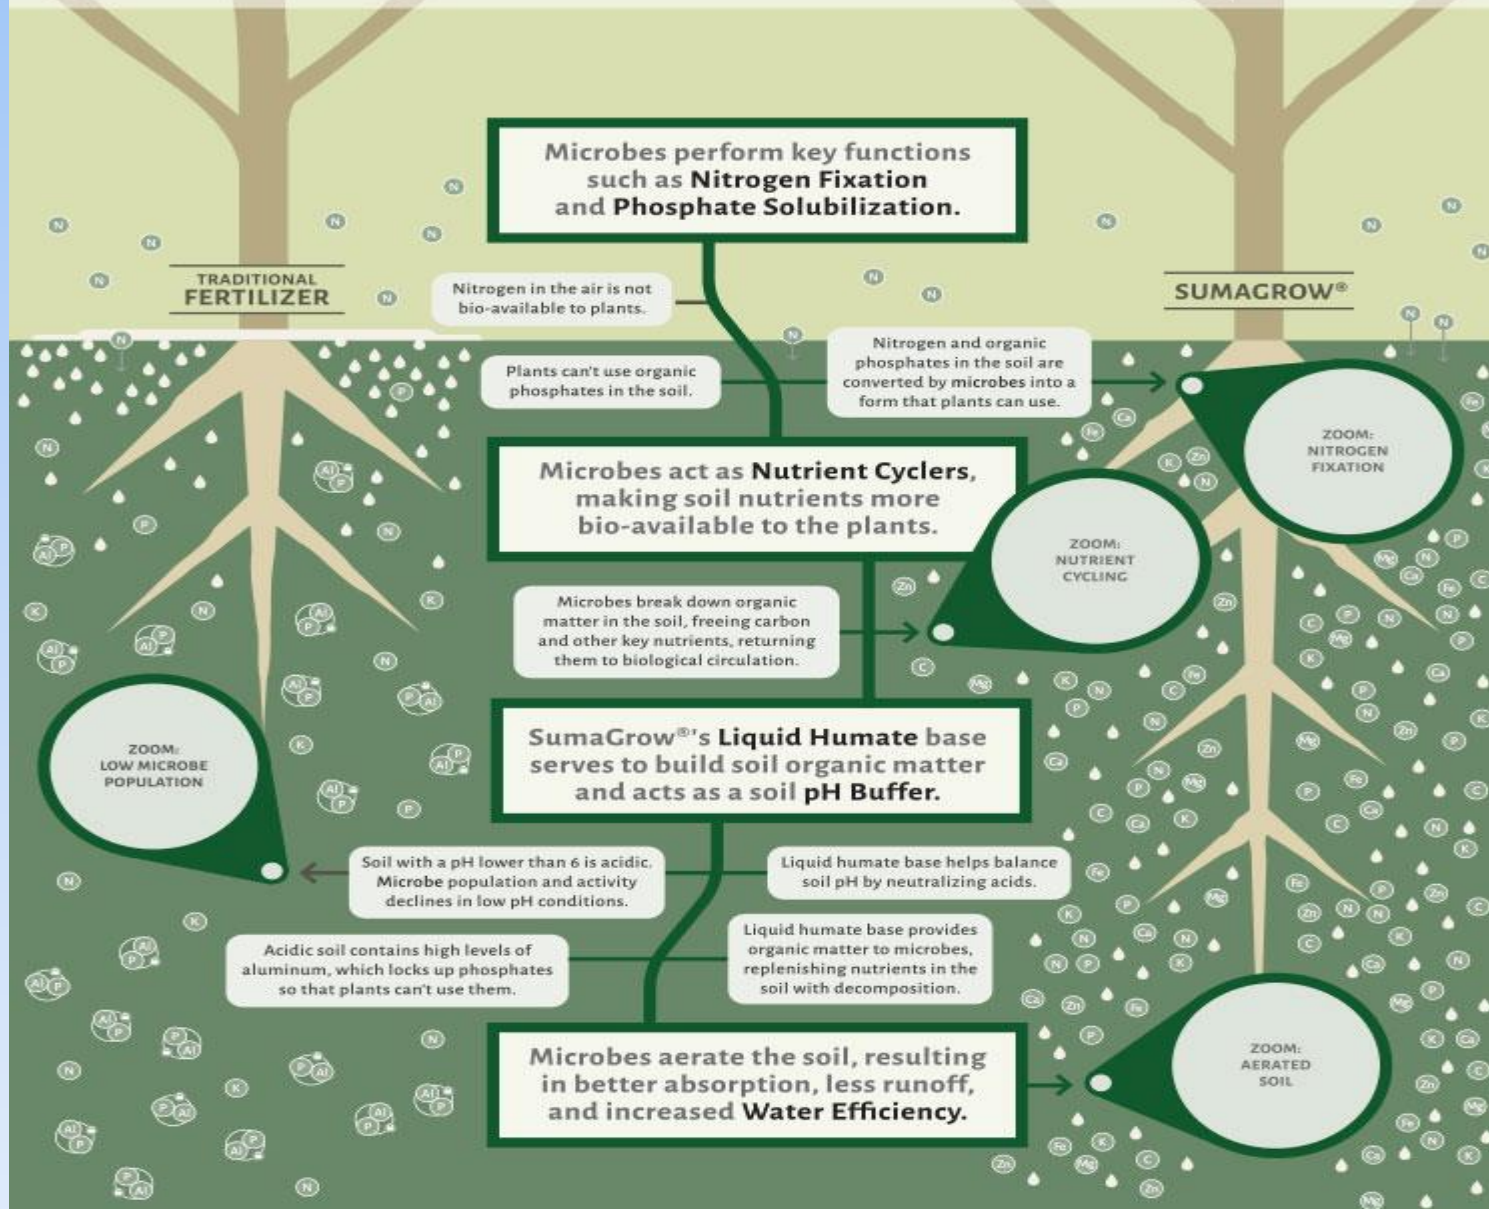 Microbes perform key functions
such as Nitrogen Fixation
and Phosphate Solubilization.
TRADITIONAL
FERTILIZER
Nitrogen in the air is not
bio-available to plants.
SUMAGROW®
Plants can't use organic
phosphates in the soil.
Nitrogen and organic
phosphates in the soil are
converted by microbes into a
form that plants can use.
ZOOM:
NITROGEN
FIXATION
Microbes act as Nutrient Cyclers,
making soil nutrients more
bio-available to the plants.
ZOOM:
NUTRIENT
CYCLING
Microbes break down organic
matter in the soil, freeing carbon
and other key nutrients, returning
them to biological circulation.
ZOOM:
LOW MICROBE
POPULATION
SumaGrow®'s Liquid Humate base
serves to build soil organic matter
and acts as a soil pH Buffer.
Soil with a pH lower than 6 is acidic.
Microbe population and activity
declines in low pH conditions.
Liquid humate base helps balance
soil pH by neutralizing acids.
Acidic soil contains high levels of
aluminum, which locks up phosphates
so that plants can't use them.
Liquid humate base provides
organic matter to microbes,
replenishing nutrients in the
soil with decomposition.
Microbes aerate the soil, resulting
in better absorption, less runoff,
and increased Water Efficiency.
ZOOM:
AERATED
SOIL